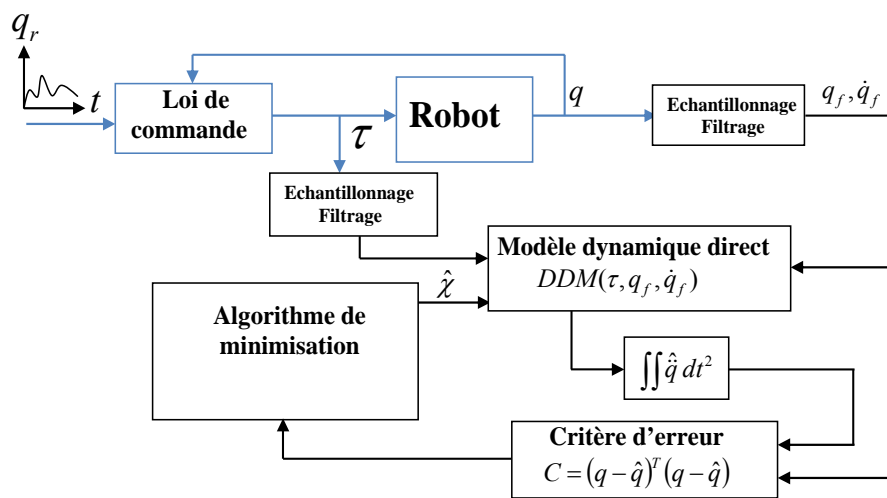 q_r
t
Loi de
commande
τ
Robot
q
Echantillonnage
Filtrage
q_f, q̇_f
Echantillonnage
Filtrage
Modèle dynamique direct
DDM(τ, q_f, q̇_f)
χ̂
Algorithme de
minimisation
∬ q̈̂ dt²
Critère d'erreur
C = (q − q̂)ᵀ(q − q̂)